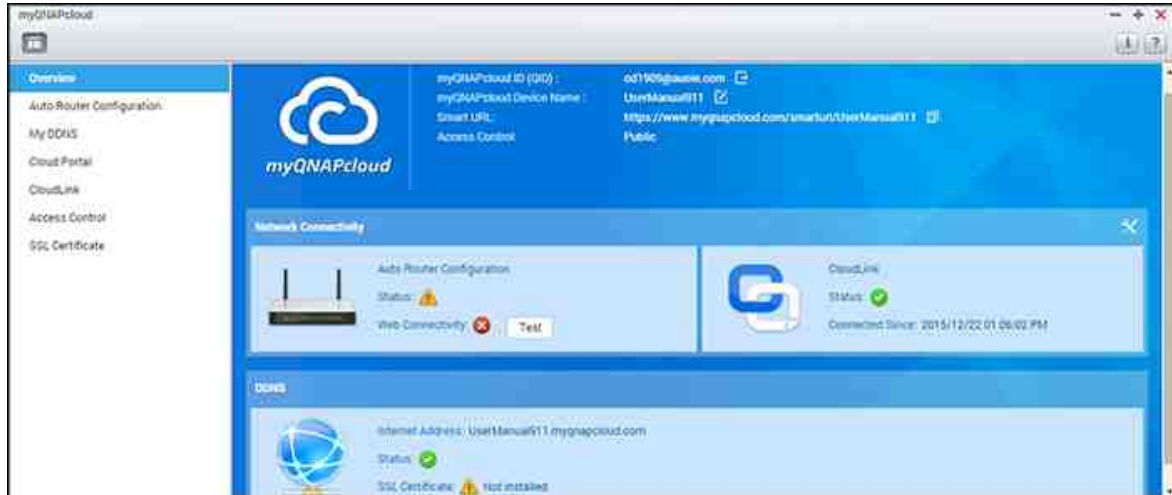 myQNAPcloud
Overview
Auto Router Configuration
My DDNS
Cloud Portal
CloudLink
Access Control
SSL Certificate
myQNAPcloud
myQNAPcloud ID (QID) :
myQNAPcloud Device Name :
UserManual911
Smart URL:
https://www.myqnapcloud.com/smarturl/UserManual911
Access Control
Public
Network Connectivity
Auto Router Configuration
Status:
Web Connectivity:
Test
CloudLink
Status:
Connected Since: 2015/12/22 01:06:02 PM
DDNS
Internet Address: UserManual911.myqnapcloud.com
Status:
SSL Certificate: Not installed